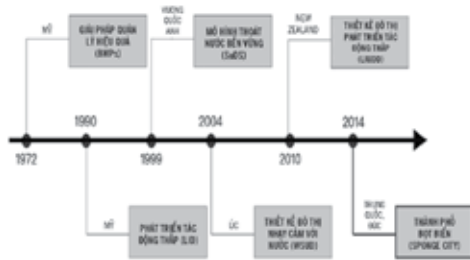 MỸ
GIẢI PHÁP QUẢN
LÝ HIỆU QUẢ
(BMPs)
VƯƠNG
QUỐC
ANH
MÔ HÌNH THOÁT
NƯỚC BỀN VỮNG
(SuDS)
NEW
ZEALAND
THIẾT KẾ ĐÔ THỊ
PHÁT TRIỂN TÁC
ĐỘNG THẤP
(LIUDD)
1990
2004
2014
1972
1999
2010
MỸ
PHÁT TRIỂN TÁC
ĐỘNG THẤP (LID)
ÚC
THIẾT KẾ ĐÔ THỊ
NHẠY CẢM VỚI
NƯỚC (WSUD)
TRUNG
QUỐC,
ĐỨC
THÀNH PHỐ
BỌT BIỂN
(SPONGE CITY)